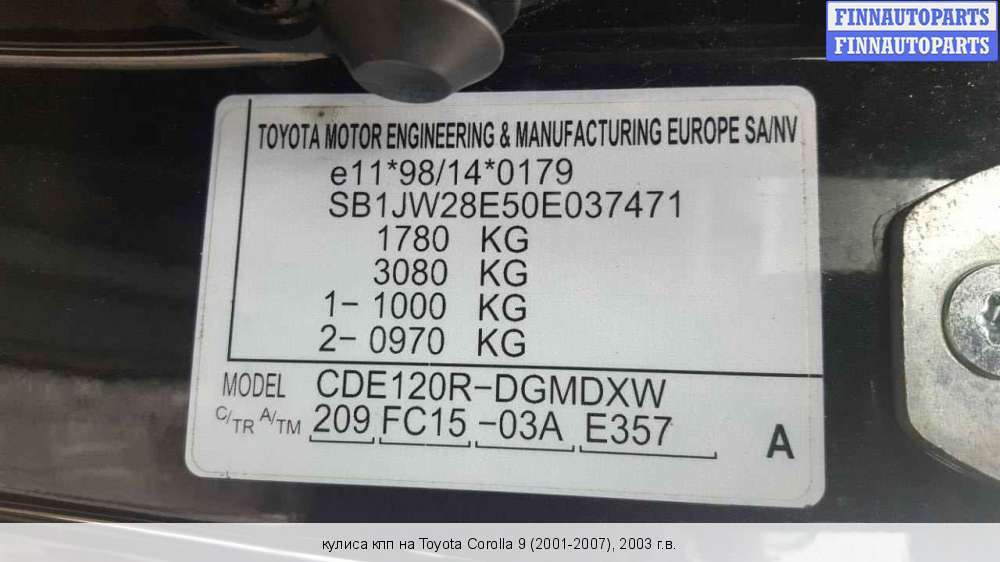 FINNAUTOPARTS
FINNAUTOPARTS
TOYOTA MOTOR ENGINEERING & MANUFACTURING EUROPE SA/NV
e11*98/14*0179
SB1JW28E50E037471
1780 KG
3080 KG
1- 1000 KG
2- 0970 KG
MODEL CDE120R-DGMDXW
C/TR A/TM 209 FC15 -03A E357 A
кулиса кпп на Toyota Corolla 9 (2001-2007), 2003 г.в.